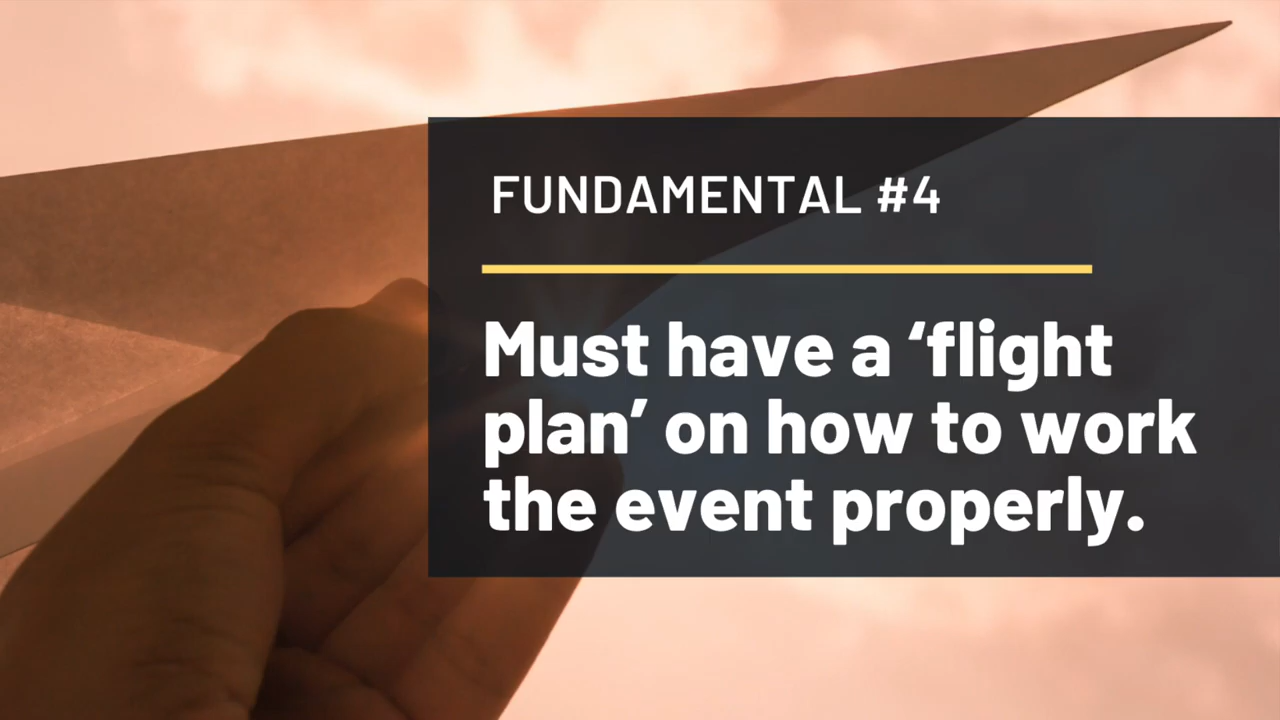 FUNDAMENTAL #4
Must have a ‘flight
plan’ on how to work
the event properly.